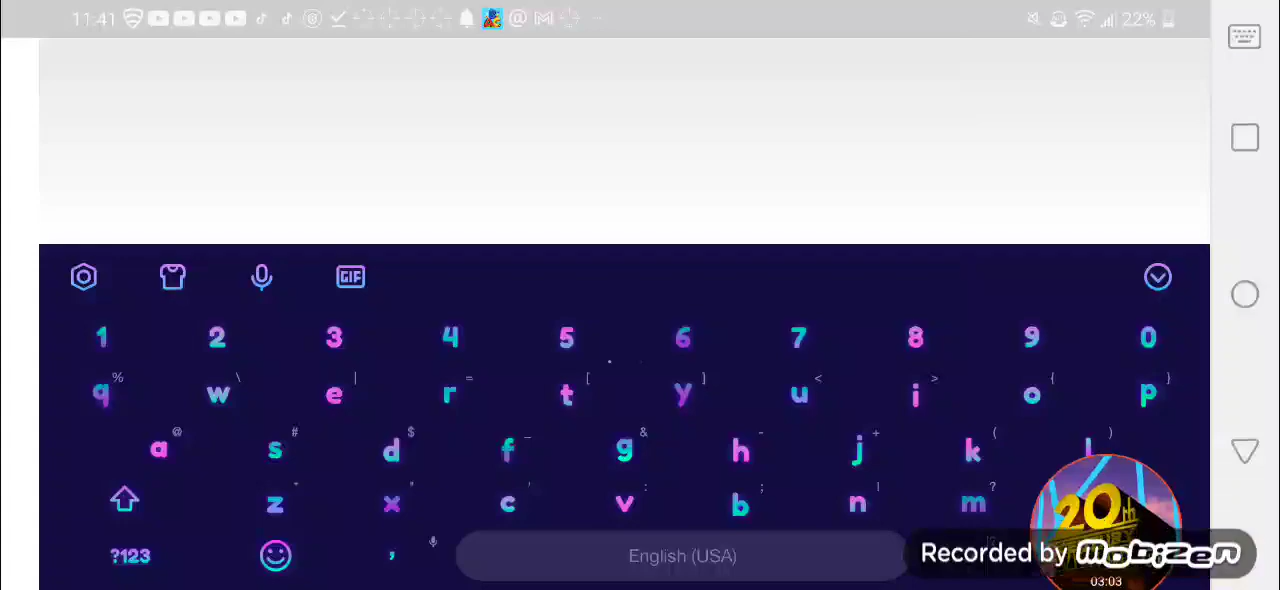 11:41 22%
GIF
1 2 3 4 5 6 7 8 9 0
% \ | = [ ] < > { }
q w e r t y u i o p
@ # $ _ & - + ( )
a s d f g h j k l
* " ' : ; ! ?
z x c v b n m
?123 , English (USA)
20th
Recorded by mobizen
03:03